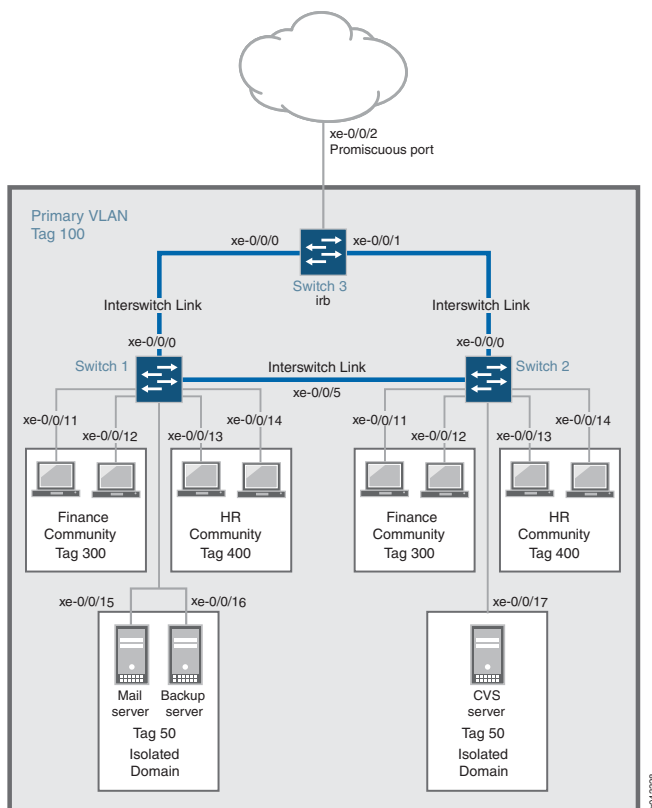 xe-0/0/2
Promiscuous port
Primary VLAN
Tag 100
xe-0/0/0
xe-0/0/1
Switch 3
irb
Interswitch Link
Interswitch Link
xe-0/0/0
xe-0/0/0
Switch 1
Interswitch Link
Switch 2
xe-0/0/5
xe-0/0/11
xe-0/0/12
xe-0/0/13
xe-0/0/14
xe-0/0/11
xe-0/0/12
xe-0/0/13
xe-0/0/14
Finance
Community
Tag 300
HR
Community
Tag 400
Finance
Community
Tag 300
HR
Community
Tag 400
xe-0/0/15
xe-0/0/16
xe-0/0/17
Mail
server
Backup
server
Tag 50
Isolated
Domain
CVS
server
Tag 50
Isolated
Domain